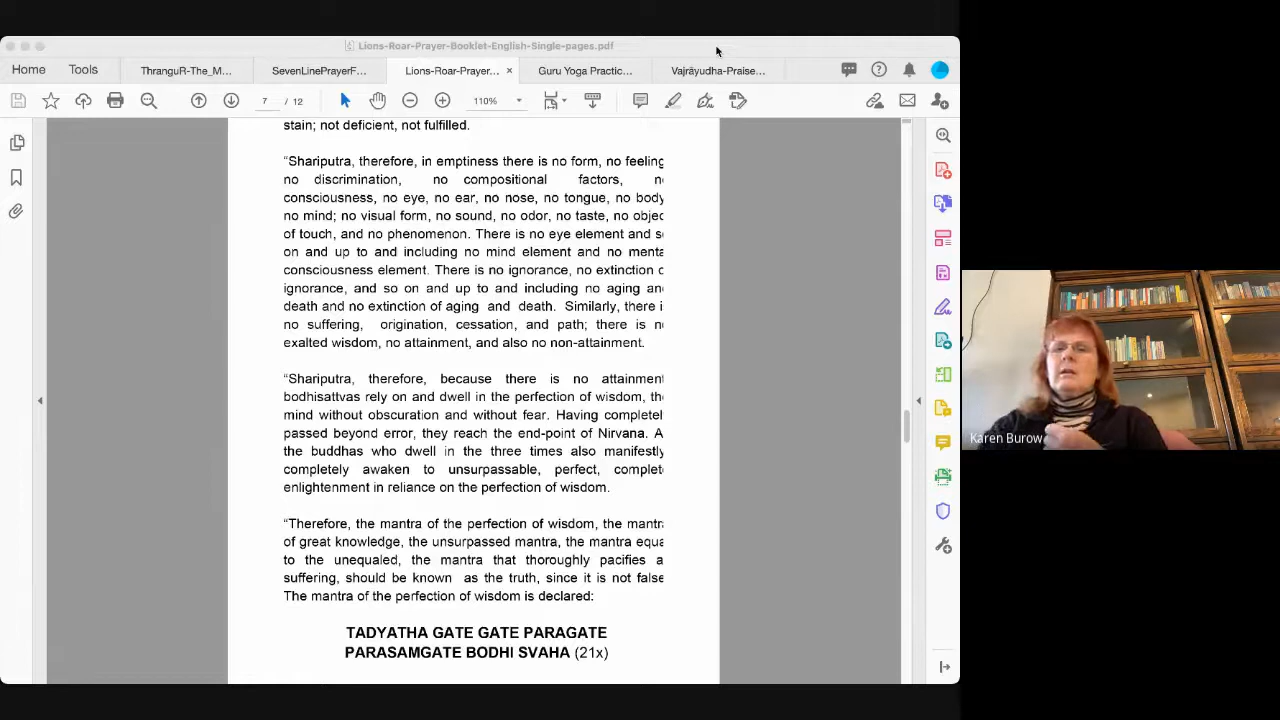 Lions-Roar-Prayer-Booklet-English-Single-pages.pdf
Home Tools ThranguR-The_M... SevenLinePrayerF... Lions-Roar-Prayer... × Guru Yoga Practic... Vajrāyudha-Praise...
7 / 12 110%
stain; not deficient, not fulfilled.
“Shariputra, therefore, in emptiness there is no form, no feeling
no discrimination, no compositional factors, n
consciousness, no eye, no ear, no nose, no tongue, no body
no mind; no visual form, no sound, no odor, no taste, no objec
of touch, and no phenomenon. There is no eye element and s
on and up to and including no mind element and no menta
consciousness element. There is no ignorance, no extinction o
ignorance, and so on and up to and including no aging an
death and no extinction of aging and death. Similarly, there i
no suffering, origination, cessation, and path; there is n
exalted wisdom, no attainment, and also no non-attainment.
“Shariputra, therefore, because there is no attainment
bodhisattvas rely on and dwell in the perfection of wisdom, th
mind without obscuration and without fear. Having completel
passed beyond error, they reach the end-point of Nirvana. A
the buddhas who dwell in the three times also manifestly
completely awaken to unsurpassable, perfect, complet
enlightenment in reliance on the perfection of wisdom.
“Therefore, the mantra of the perfection of wisdom, the mantra
of great knowledge, the unsurpassed mantra, the mantra equa
to the unequaled, the mantra that thoroughly pacifies a
suffering, should be known as the truth, since it is not false
The mantra of the perfection of wisdom is declared:
TADYATHA GATE GATE PARAGATE
PARASAMGATE BODHI SVAHA (21x)
Karen Burow